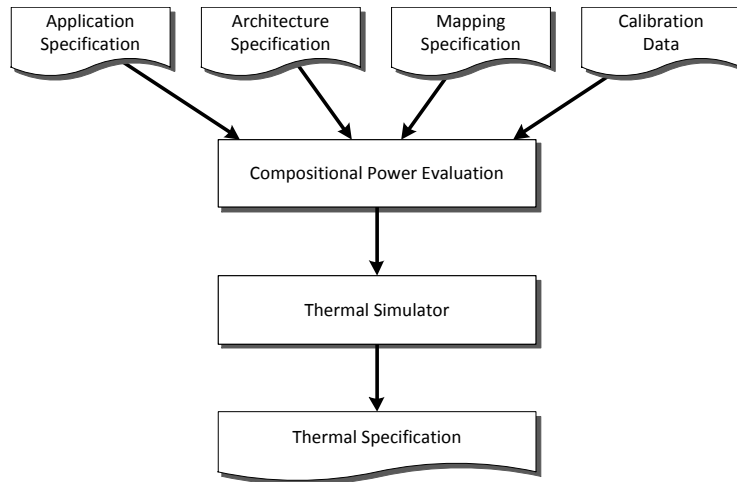 Application
Specification
Architecture
Specification
Mapping
Specification
Calibration
Data
Compositional Power Evaluation
Thermal Simulator
Thermal Specification